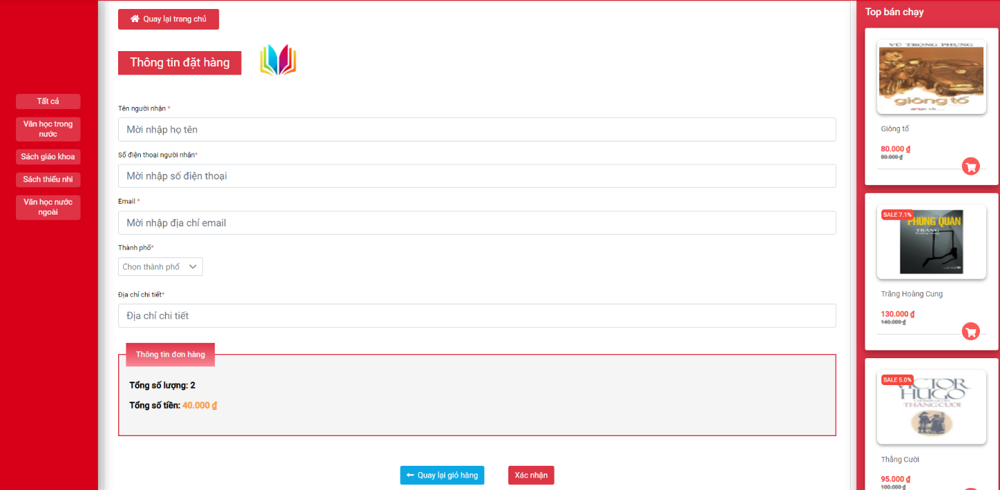 Quay lại trang chủ
Thông tin đặt hàng
Tất cả
Văn học trong
nước
Sách giáo khoa
Sách thiếu nhi
Văn học nước
ngoài
Tên người nhận *
Mời nhập họ tên
Số điện thoại người nhận*
Mời nhập số điện thoại
Email *
Mời nhập địa chỉ email
Thành phố*
Chọn thành phố
Địa chỉ chi tiết*
Địa chỉ chi tiết
Thông tin đơn hàng
Tổng số lượng: 2
Tổng số tiền: 40.000 ₫
Quay lại giỏ hàng
Xác nhận
Top bán chạy
VŨ TRỌNG PHỤNG
giông tố
Giông tố
80.000 ₫
80.000 ₫
SALE 7.1%
PHÙNG QUÁN
TRĂNG
Trăng Hoàng Cung
130.000 ₫
140.000 ₫
SALE 5.0%
VICTOR
HUGO
THẰNG CƯỜI
Thằng Cười
95.000 ₫
100.000 ₫